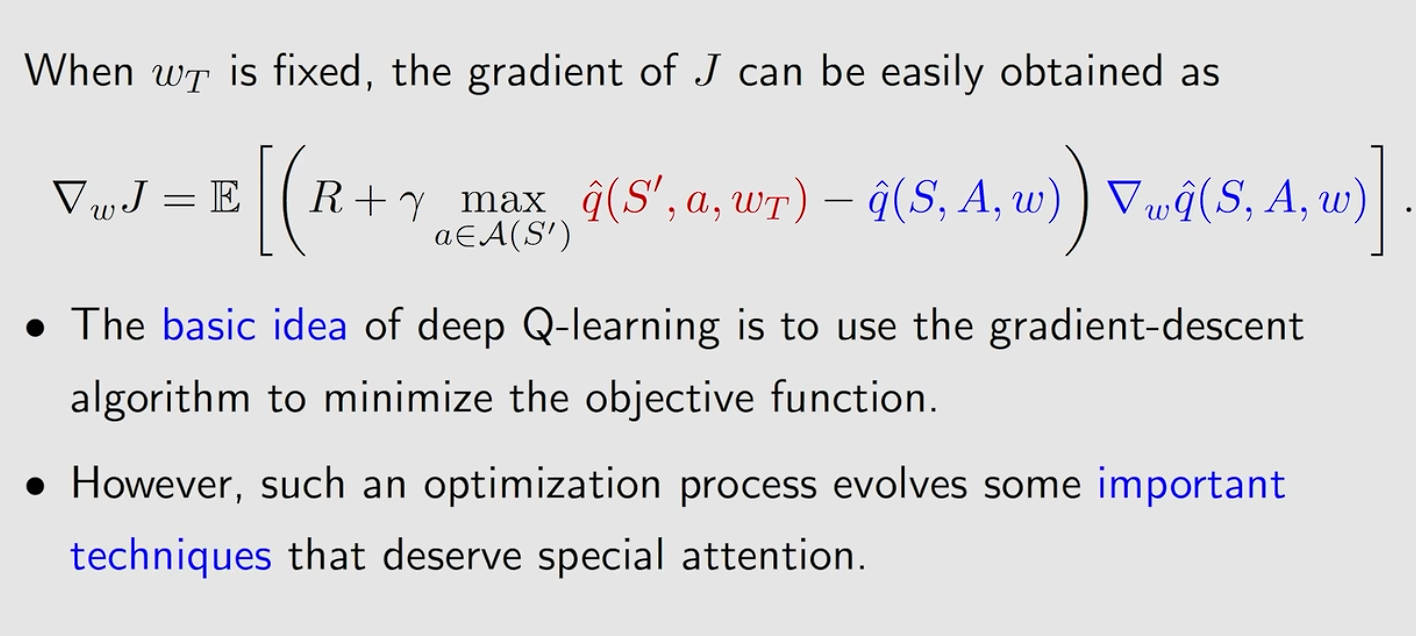 When $w_T$ is fixed, the gradient of $J$ can be easily obtained as
$\nabla_w J = \mathbb{E}\left[\left(R + \gamma \max_{a \in \mathcal{A}(S')} \hat{q}(S', a, w_T) - \hat{q}(S, A, w)\right) \nabla_w \hat{q}(S, A, w)\right].$
• The basic idea of deep Q-learning is to use the gradient-descent
algorithm to minimize the objective function.
• However, such an optimization process evolves some important
techniques that deserve special attention.